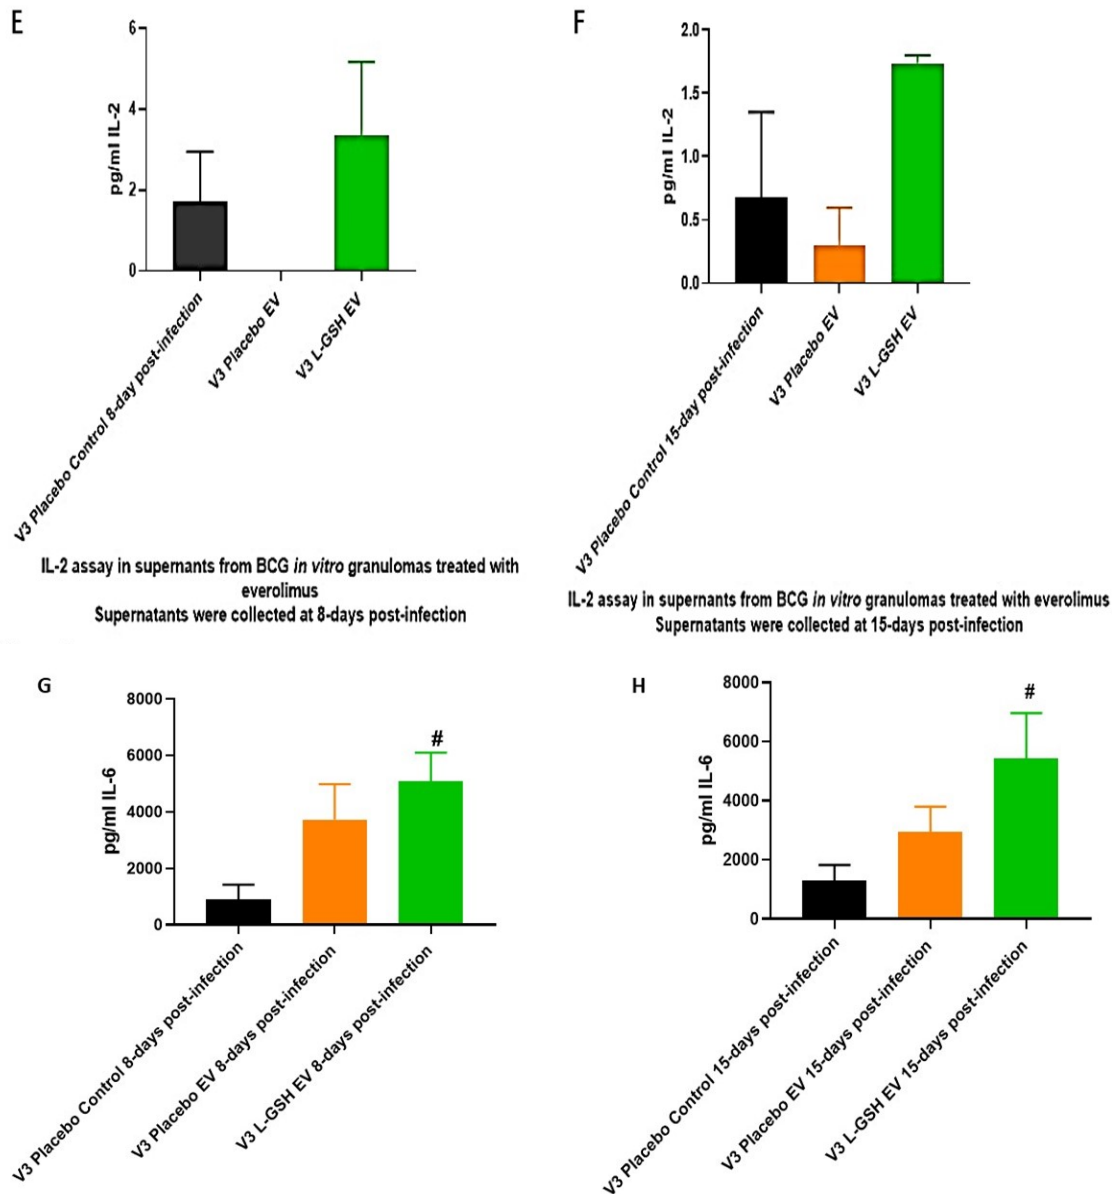 E
6
4
2
0
pg/ml IL-2
V3 Placebo Control 8-day post-infection
V3 Placebo EV
V3 L-GSH EV
IL-2 assay in supernants from BCG in vitro granulomas treated with
everolimus
Supernatants were collected at 8-days post-infection
F
2.0
1.5
1.0
0.5
0.0
pg/ml IL-2
V3 Placebo Control 15-day post-infection
V3 Placebo EV
V3 L-GSH EV
IL-2 assay in supernants from BCG in vitro granulomas treated with everolimus
Supernatants were collected at 15-days post-infection
G
8000
6000
4000
2000
0
pg/ml IL-6
#
V3 Placebo Control 8-days post-infection
V3 Placebo EV 8-days post-infection
V3 L-GSH EV 8-days post-infection
H
8000
6000
4000
2000
0
pg/ml IL-6
#
V3 Placebo Control 15-days post-infection
V3 Placebo EV 15-days post-infection
V3 L-GSH EV 15-days post-infection